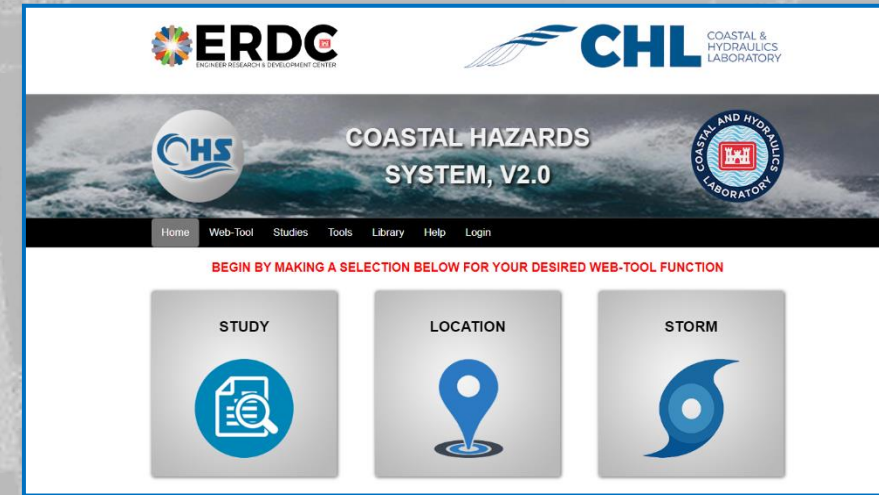 ERDC
ENGINEER RESEARCH & DEVELOPMENT CENTER
CHL
COASTAL &
HYDRAULICS
LABORATORY
CHS
COASTAL HAZARDS
SYSTEM, V2.0
COASTAL AND HYDRAULICS
LABORATORY
Home Web-Tool Studies Tools Library Help Login
BEGIN BY MAKING A SELECTION BELOW FOR YOUR DESIRED WEB-TOOL FUNCTION
STUDY LOCATION STORM